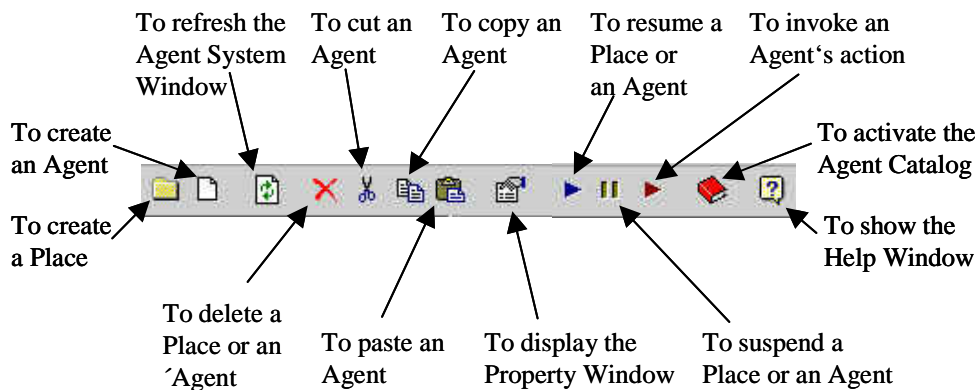 To refresh the
Agent System
Window
To cut an
Agent
To copy an
Agent
To resume a
Place or
an Agent
To invoke an
Agent‘s action
To create
an Agent
To activate the
Agent Catalog
To create
a Place
To show the
Help Window
To delete a
Place or an
´Agent
To paste an
Agent
To display the
Property Window
To suspend a
Place or an Agent
?